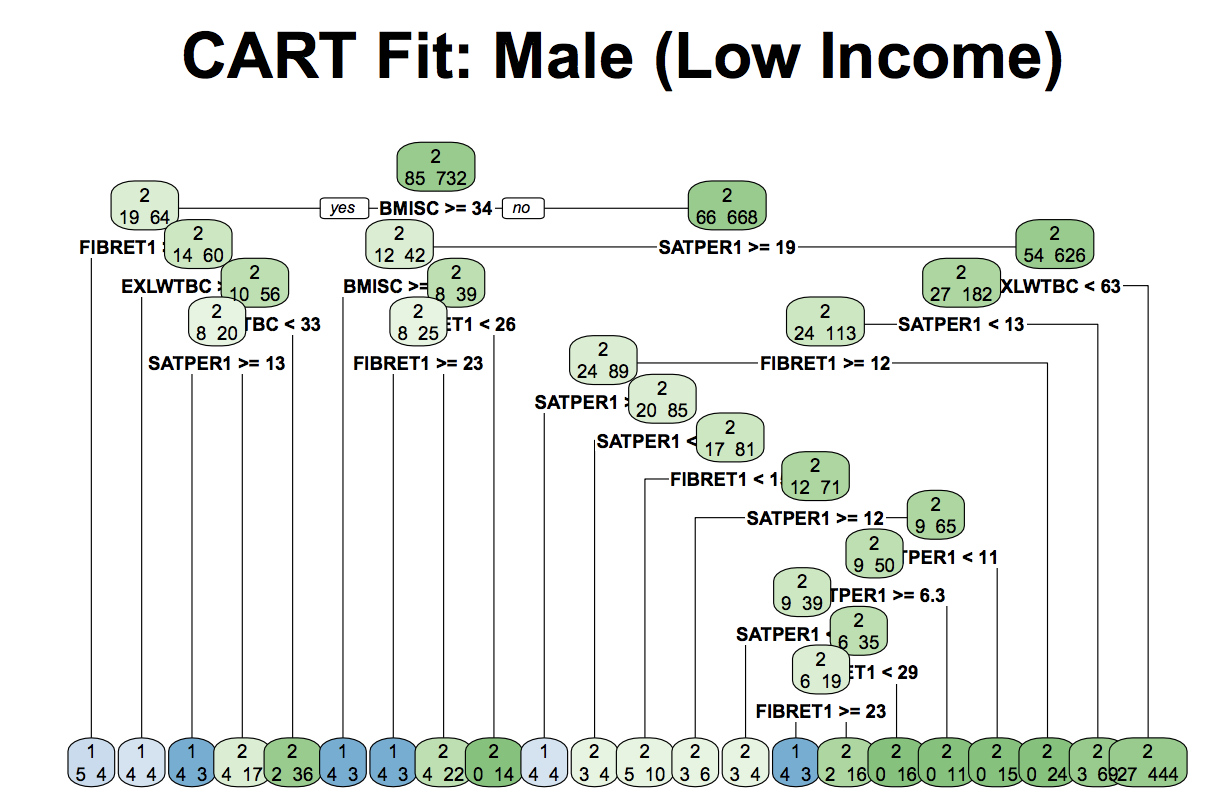 CART Fit: Male (Low Income)
2
85 732
yes BMISC >= 34 no
2
19 64
2
66 668
FIBRET1
SATPER1 >= 19
2
14 60
2
12 42
2
54 626
EXLWTBC
BMISC >=
XLWTBC < 63
2
10 56
2
8 39
2
27 182
TBC < 33
ET1 < 26
SATPER1 < 13
2
8 20
2
8 25
2
24 113
SATPER1 >= 13
FIBRET1 >= 23
FIBRET1 >= 12
2
24 89
SATPER1
2
20 85
SATPER1 <
2
17 81
FIBRET1 < 1
2
12 71
SATPER1 >= 12
2
9 65
TPER1 < 11
2
9 50
TPER1 >= 6.3
2
9 39
SATPER1
2
6 35
ET1 < 29
2
6 19
FIBRET1 >= 23
1 1 1 2 2 1 1 2 2 1 2 2 2 2 1 2 2 2 2 2 2 2
5 4 4 4 4 3 4 17 2 36 4 3 4 3 4 22 0 14 4 4 3 4 5 10 3 6 3 4 4 3 2 16 0 16 0 11 0 15 0 24 3 69 27 444